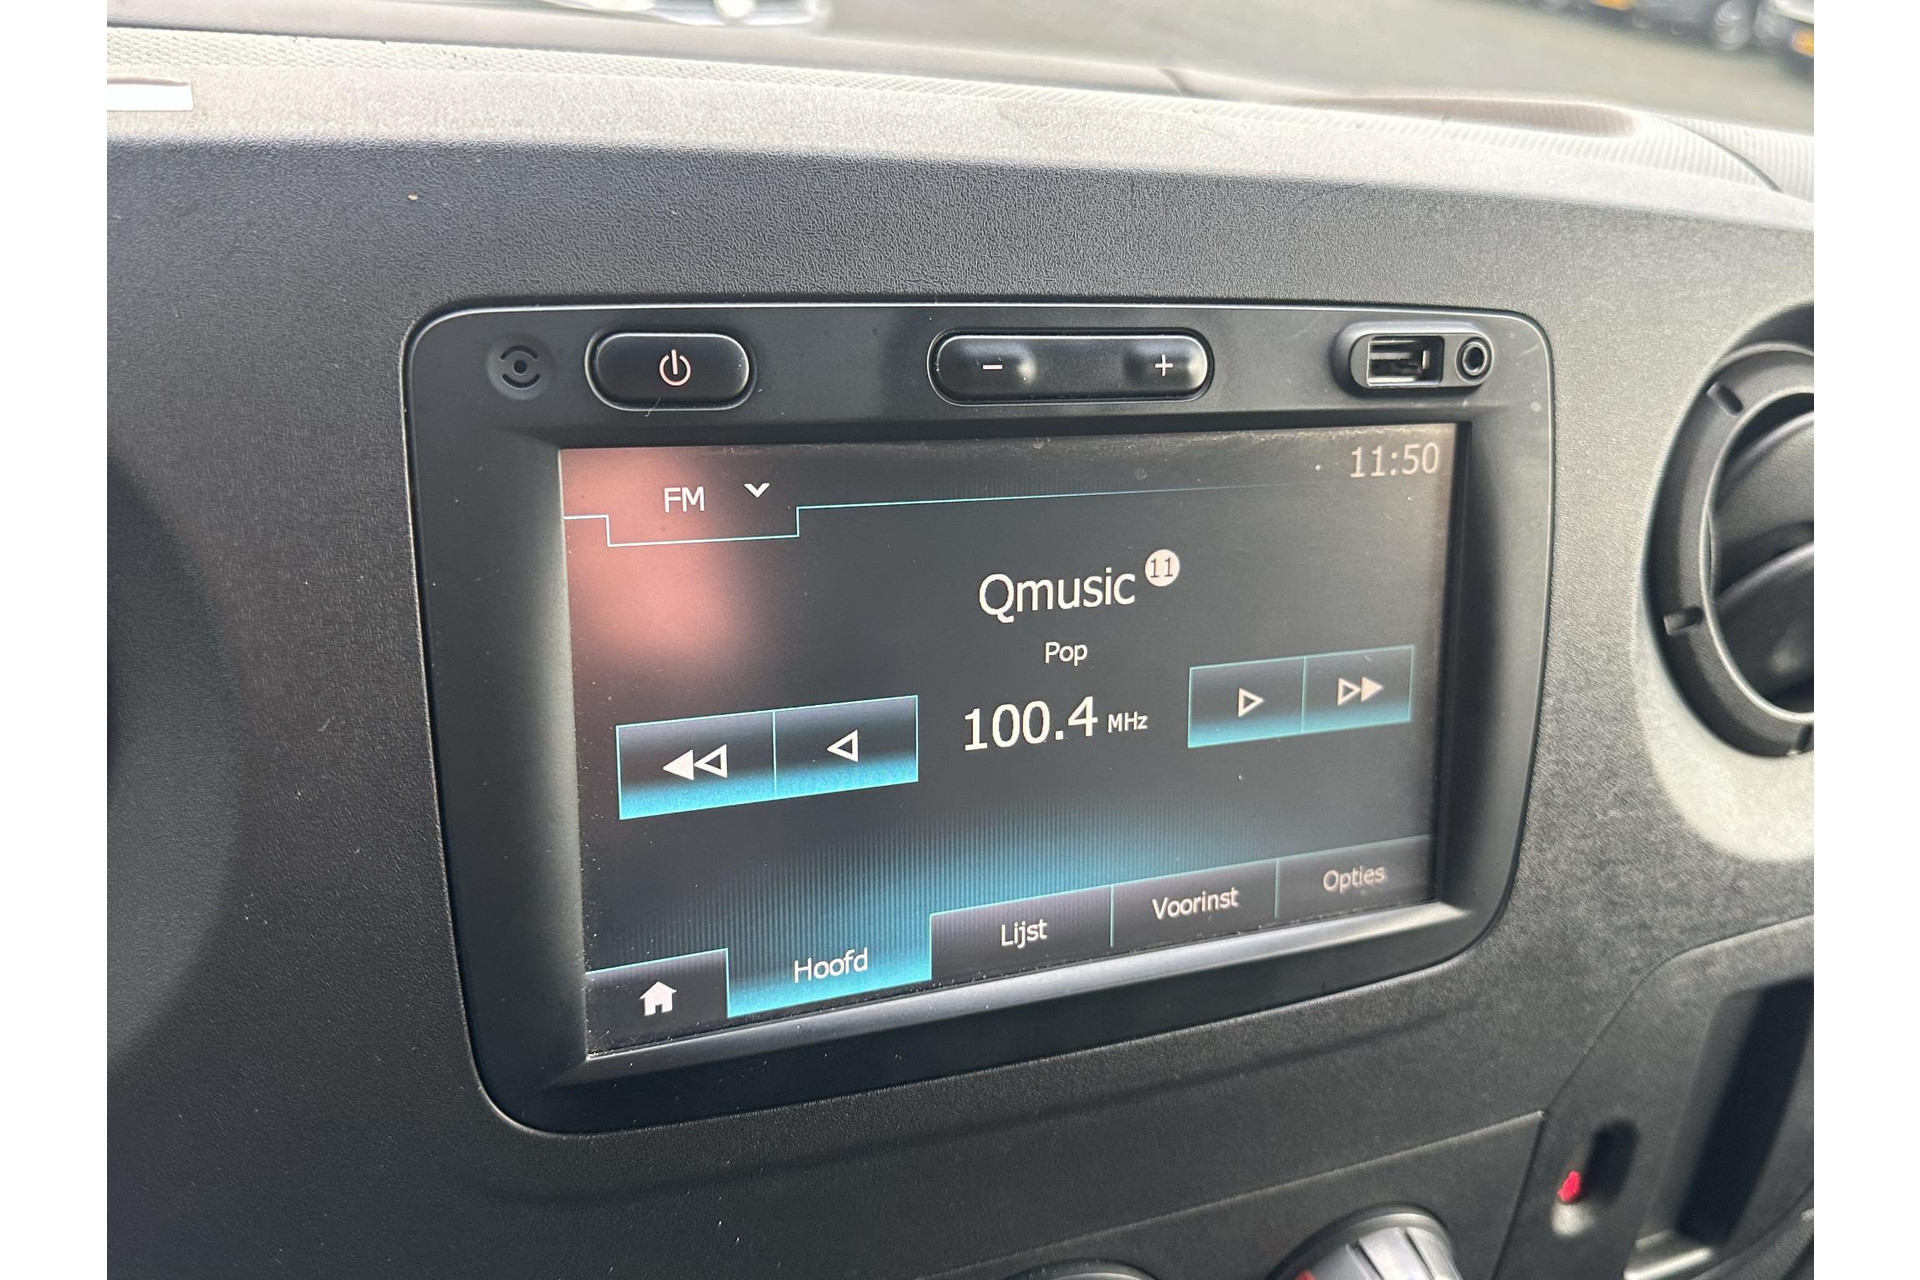 11:50
FM
Qmusic 11
Pop
100.4 MHz
Hoofd
Lijst
Voorinst
Opties